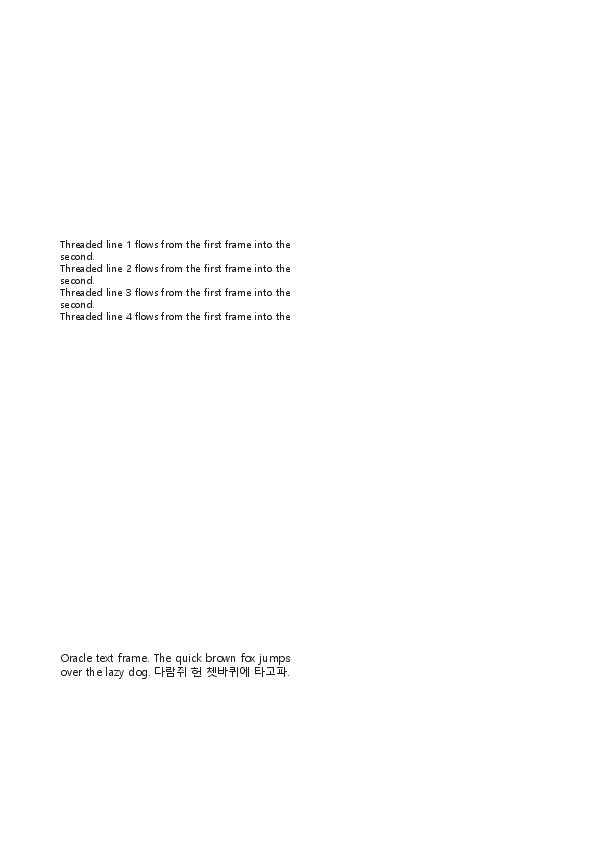 Threaded line 1 flows from the first frame into the
second.
Threaded line 2 flows from the first frame into the
second.
Threaded line 3 flows from the first frame into the
second.
Threaded line 4 flows from the first frame into the
Oracle text frame. The quick brown fox jumps
over the lazy dog. 다람쥐 헌 쳇바퀴에 타고파.